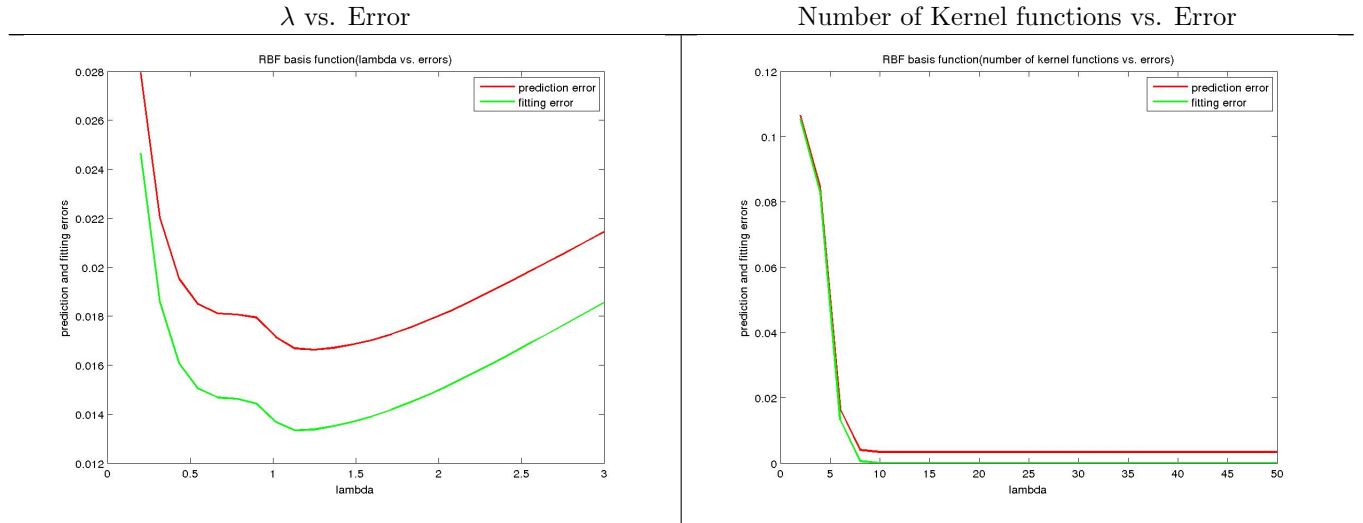 λ vs. Error
Number of Kernel functions vs. Error
RBF basis function(lambda vs. errors)
prediction error
fitting error
prediction and fitting errors
0.028
0.026
0.024
0.022
0.02
0.018
0.016
0.014
0.012
0 0.5 1 1.5 2 2.5 3
lambda
RBF basis function(number of kernel functions vs. errors)
prediction error
fitting error
prediction and fitting errors
0.12
0.1
0.08
0.06
0.04
0.02
0
0 5 10 15 20 25 30 35 40 45 50
lambda